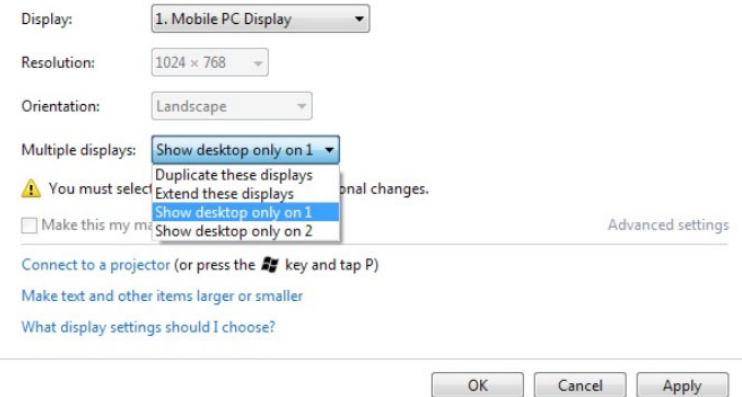 Display: 1. Mobile PC Display
Resolution: 1024 × 768
Orientation: Landscape
Multiple displays: Show desktop only on 1
Duplicate these displays
You must select Extend these displays onal changes.
Show desktop only on 1
Make this my ma Show desktop only on 2 Advanced settings
Connect to a projector (or press the key and tap P)
Make text and other items larger or smaller
What display settings should I choose?
OK Cancel Apply